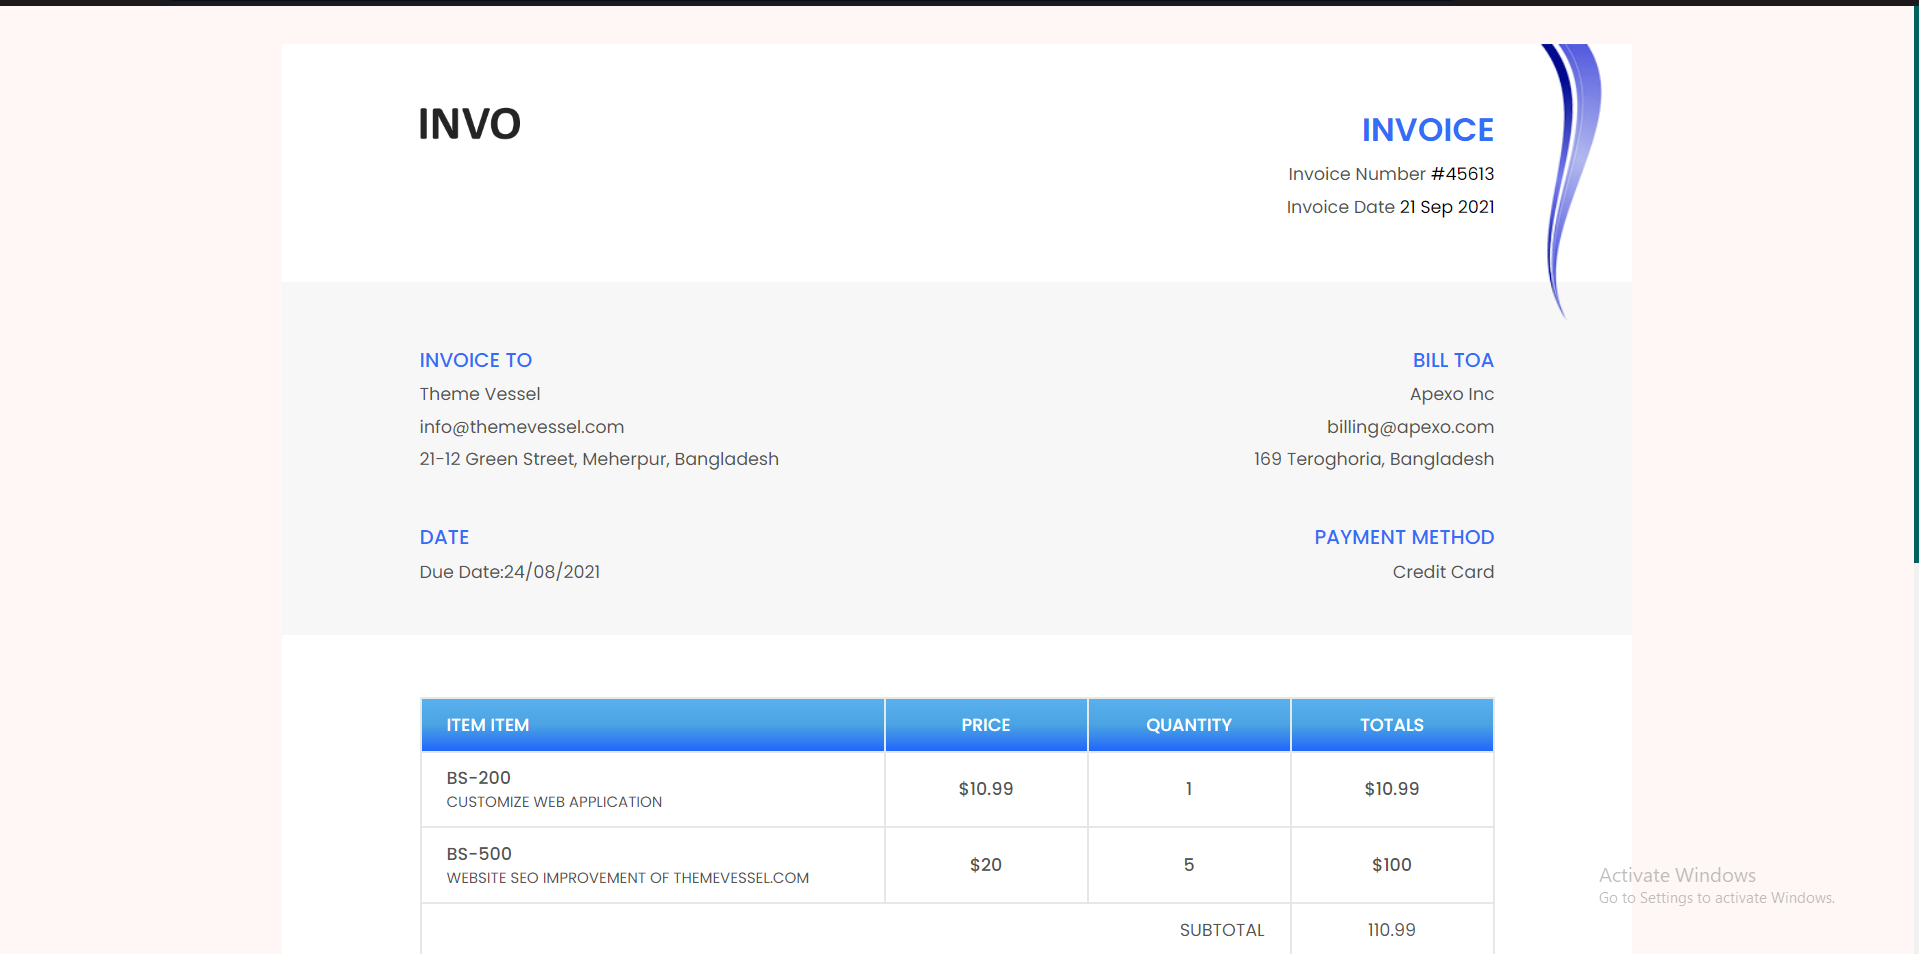 INVO
INVOICE
Invoice Number #45613
Invoice Date 21 Sep 2021
INVOICE TO
Theme Vessel
info@themevessel.com
21-12 Green Street, Meherpur, Bangladesh
BILL TOA
Apexo Inc
billing@apexo.com
169 Teroghoria, Bangladesh
DATE
Due Date:24/08/2021
PAYMENT METHOD
Credit Card
ITEM ITEM PRICE QUANTITY TOTALS
BS-200
CUSTOMIZE WEB APPLICATION
$10.99 1 $10.99
BS-500
WEBSITE SEO IMPROVEMENT OF THEMEVESSEL.COM
$20 5 $100
SUBTOTAL 110.99
Activate Windows
Go to Settings to activate Windows.